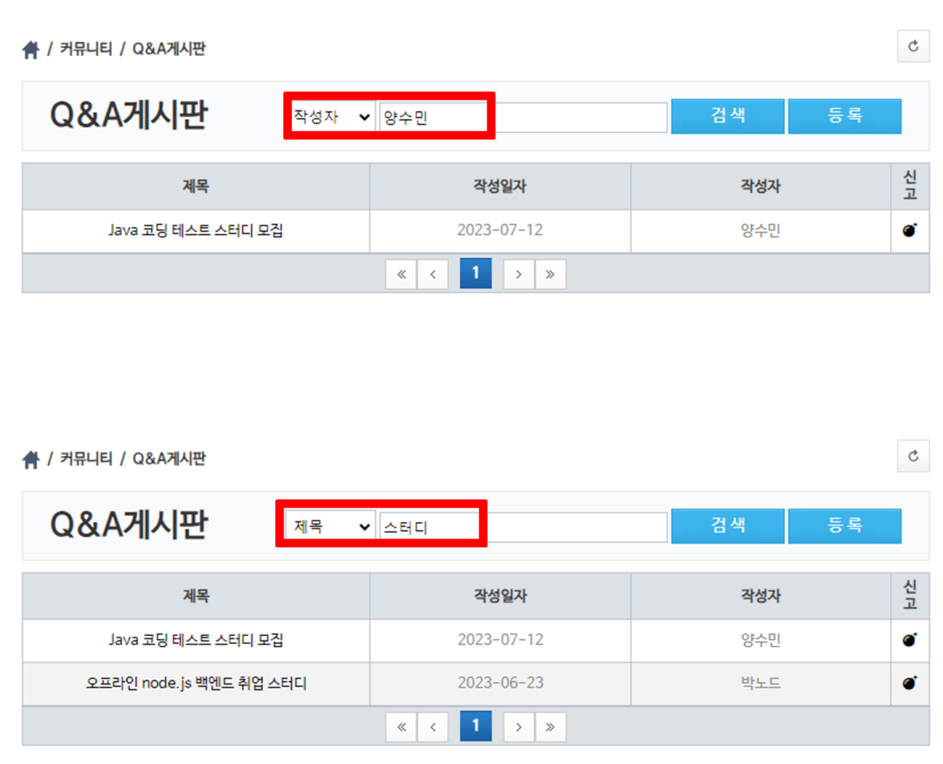 / 커뮤니티 / Q&A게시판
Q&A게시판 작성자 양수민 검색 등록
제목 작성일자 작성자 신고
Java 코딩 테스트 스터디 모집 2023-07-12 양수민
« ‹ 1 › »
/ 커뮤니티 / Q&A게시판
Q&A게시판 제목 스터디 검색 등록
제목 작성일자 작성자 신고
Java 코딩 테스트 스터디 모집 2023-07-12 양수민
오프라인 node.js 백엔드 취업 스터디 2023-06-23 박노드
« ‹ 1 › »